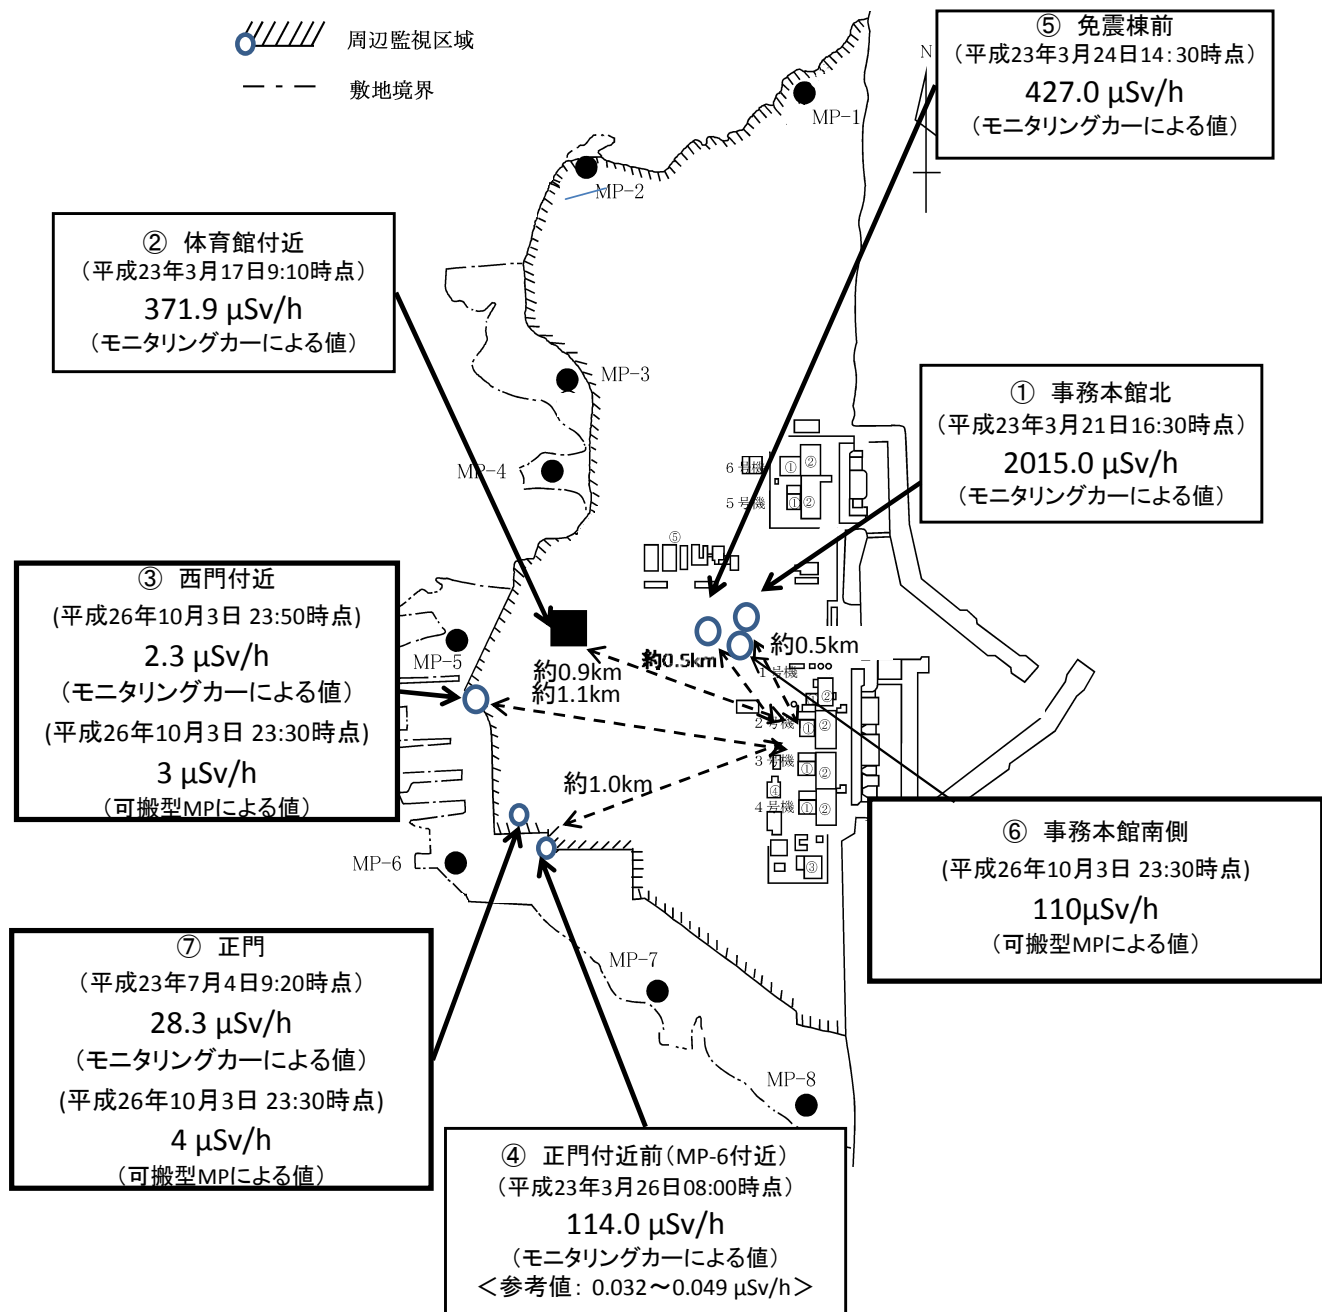 周辺監視区域
敷地境界
⑤ 免震棟前
(平成23年3月24日14:30時点)
427.0 μSv/h
(モニタリングカーによる値)
N
MP-1
MP-2
② 体育館付近
(平成23年3月17日9:10時点)
371.9 μSv/h
(モニタリングカーによる値)
MP-3
① 事務本館北
(平成23年3月21日16:30時点)
2015.0 μSv/h
(モニタリングカーによる値)
MP-4
6号機
① ②
5号機
① ②
⑤
③ 西門付近
(平成26年10月3日 23:50時点)
2.3 μSv/h
(モニタリングカーによる値)
(平成26年10月3日 23:30時点)
3 μSv/h
(可搬型MPによる値)
MP-5
約0.9km
約1.1km
約0.5km
約0.5km
1号機
②
2号機
① ②
3号機
① ②
約1.0km
④
4号機
① ②
③
MP-6
⑥ 事務本館南側
(平成26年10月3日 23:30時点)
110μSv/h
(可搬型MPによる値)
⑦ 正門
(平成23年7月4日9:20時点)
28.3 μSv/h
(モニタリングカーによる値)
(平成26年10月3日 23:30時点)
4 μSv/h
(可搬型MPによる値)
MP-7
MP-8
④ 正門付近前(MP-6付近)
(平成23年3月26日08:00時点)
114.0 μSv/h
(モニタリングカーによる値)
<参考値: 0.032～0.049 μSv/h>